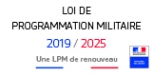 LOI DE
PROGRAMMATION MILITAIRE
2019 / 2025
Une LPM de renouveau